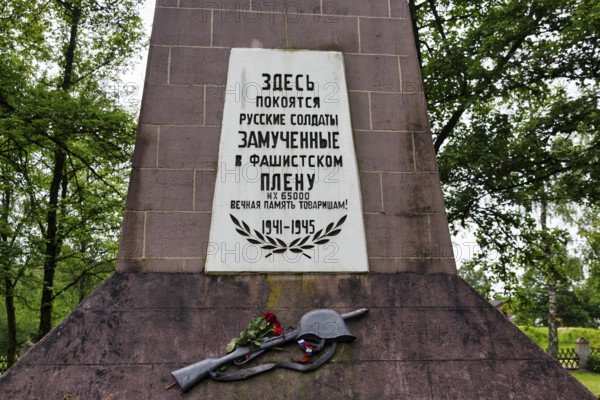 ЗДЕСЬ
ПОКОЯТСЯ
РУССКИЕ СОЛДАТЫ
ЗАМУЧЕННЫЕ
В ФАШИСТСКОМ
ПЛЕНУ
ИХ 65000
ВЕЧНАЯ ПАМЯТЬ ТОВАРИЩАМ!
1941-1945